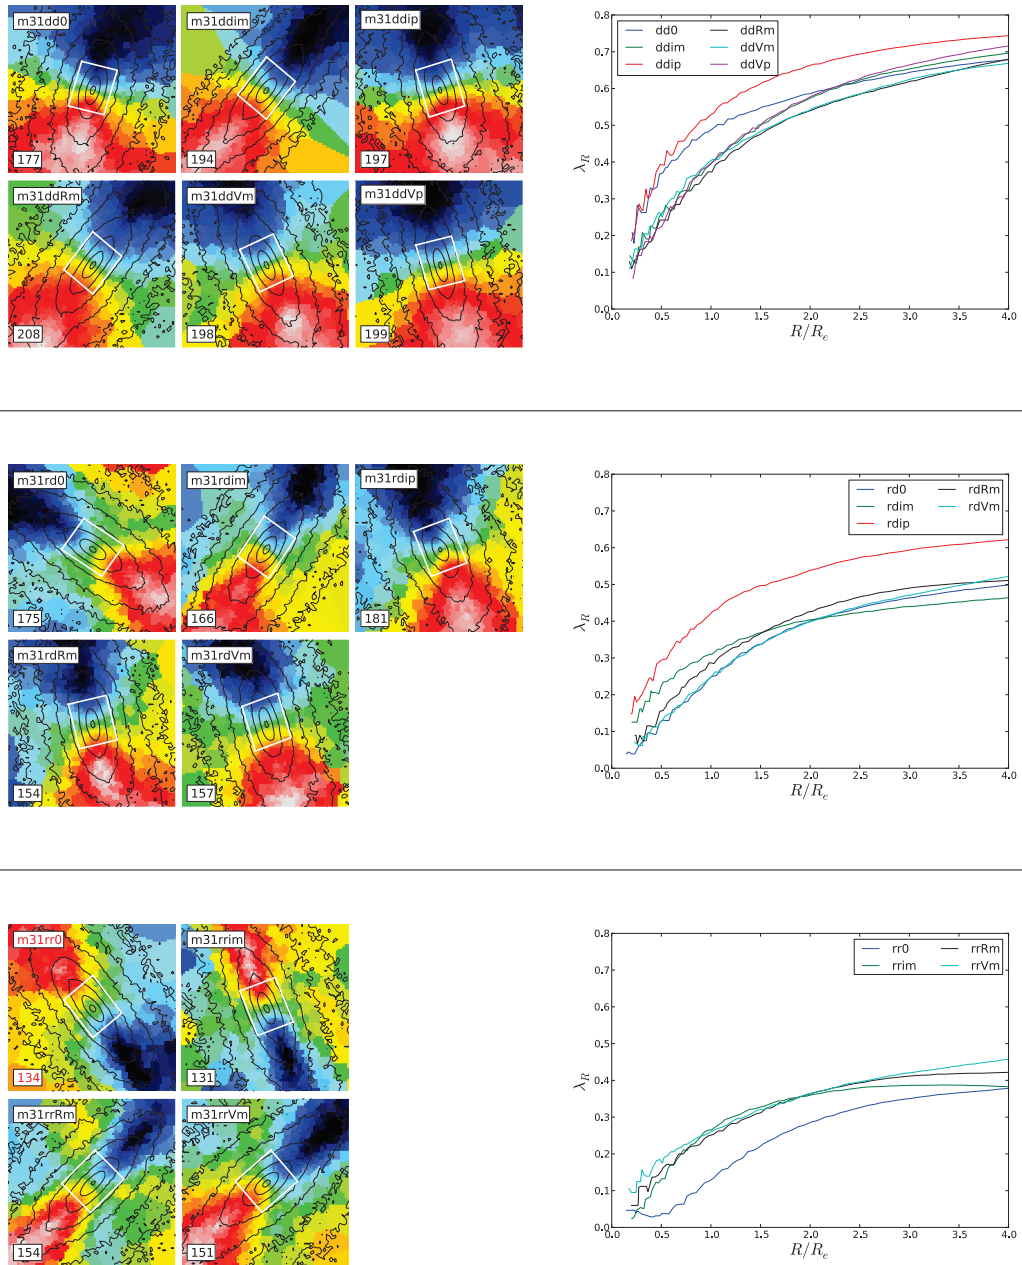 m31dd0
m31ddim
m31ddip
177
194
197
m31ddRm
m31ddVm
m31ddVp
208
198
199
dd0
ddim
ddip
ddRm
ddVm
ddVp
0.8
0.7
0.6
0.5
0.4
0.3
0.2
0.1
0.0
λ_R
0.0 0.5 1.0 1.5 2.0 2.5 3.0 3.5 4.0
R/R_e
m31rd0
m31rdim
m31rdip
175
166
181
m31rdRm
m31rdVm
154
157
rd0
rdim
rdip
rdRm
rdVm
0.8
0.7
0.6
0.5
0.4
0.3
0.2
0.1
0.0
λ_R
0.0 0.5 1.0 1.5 2.0 2.5 3.0 3.5 4.0
R/R_e
m31rr0
m31rrim
134
131
m31rrRm
m31rrVm
154
151
rr0
rrim
rrRm
rrVm
0.8
0.7
0.6
0.5
0.4
0.3
0.2
0.1
0.0
λ_R
0.0 0.5 1.0 1.5 2.0 2.5 3.0 3.5 4.0
R/R_e